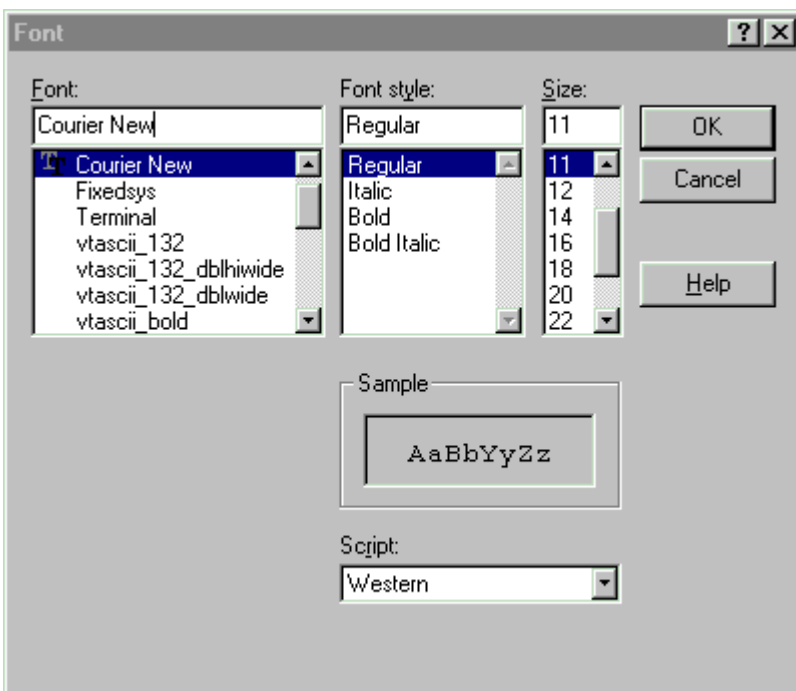 Font
Font:
Courier New
Courier New
Fixedsys
Terminal
vtascii_132
vtascii_132_dblhiwide
vtascii_132_dblwide
vtascii_bold
Font style:
Regular
Regular
Italic
Bold
Bold Italic
Size:
11
11
12
14
16
18
20
22
OK
Cancel
Help
Sample
AaBbYyZz
Script:
Western